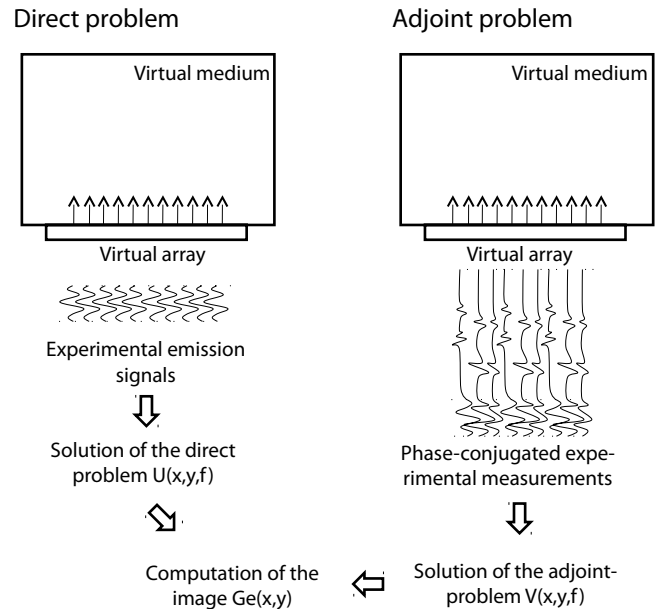 Direct problem
Virtual medium
Virtual array
Experimental emission
signals
Solution of the direct
problem U(x,y,f)
Adjoint problem
Virtual medium
Virtual array
Phase-conjugated expe-
rimental measurements
Solution of the adjoint-
problem V(x,y,f)
Computation of the
image Ge(x,y)